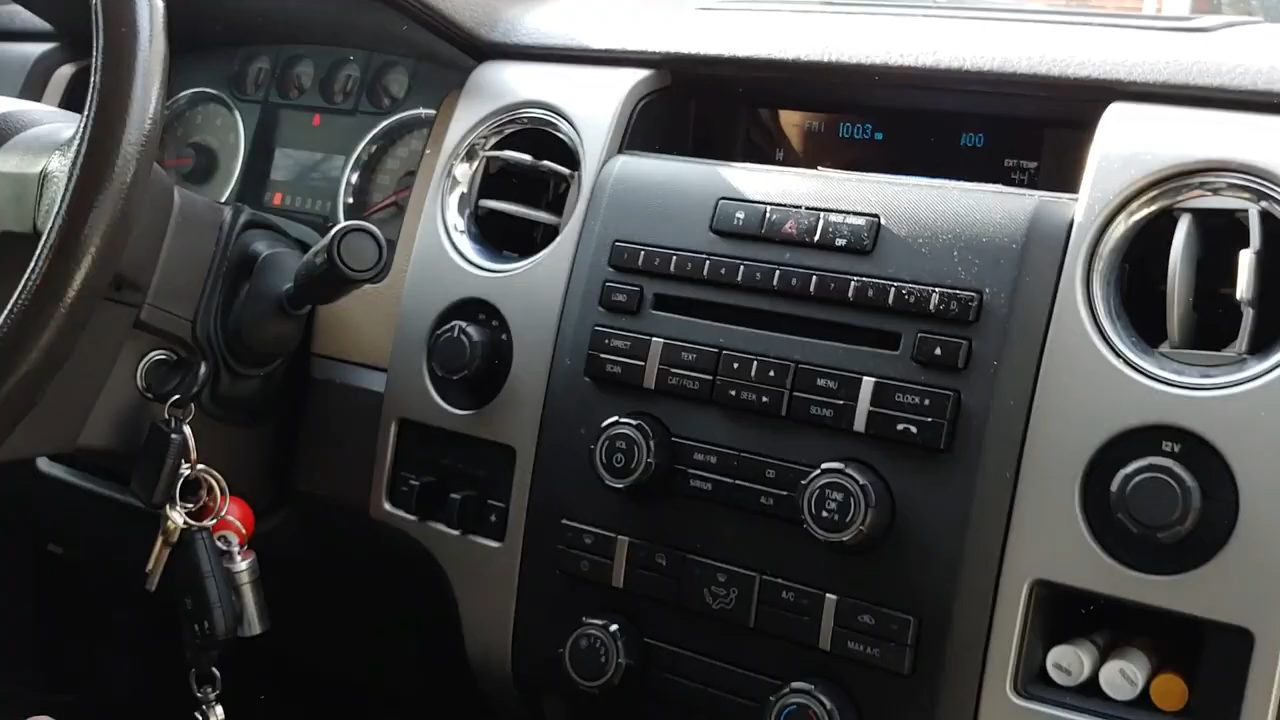 FM1 100.3 1:00
W
EXT TEMP
44°
PASS AIRBAG
OFF
1 2 3 4 5 6 7 8 9 0
LOAD
DIRECT
SCAN
TEXT
CAT/FOLD
SEEK
MENU
SOUND
CLOCK
VOL
AM/FM
SIRIUS
CD
AUX
TUNE
OK
12V
A/C
MAX A/C